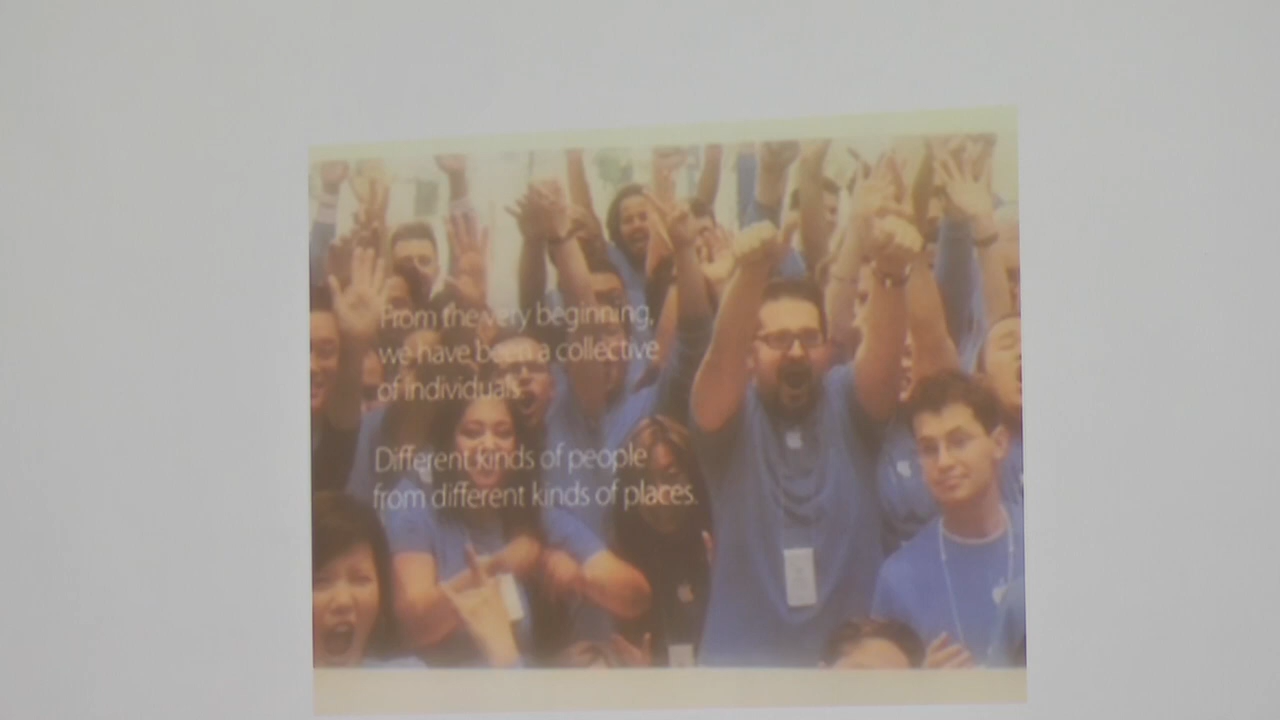 From the very beginning,
we have been a collective
of individuals.
Different kinds of people
from different kinds of places.